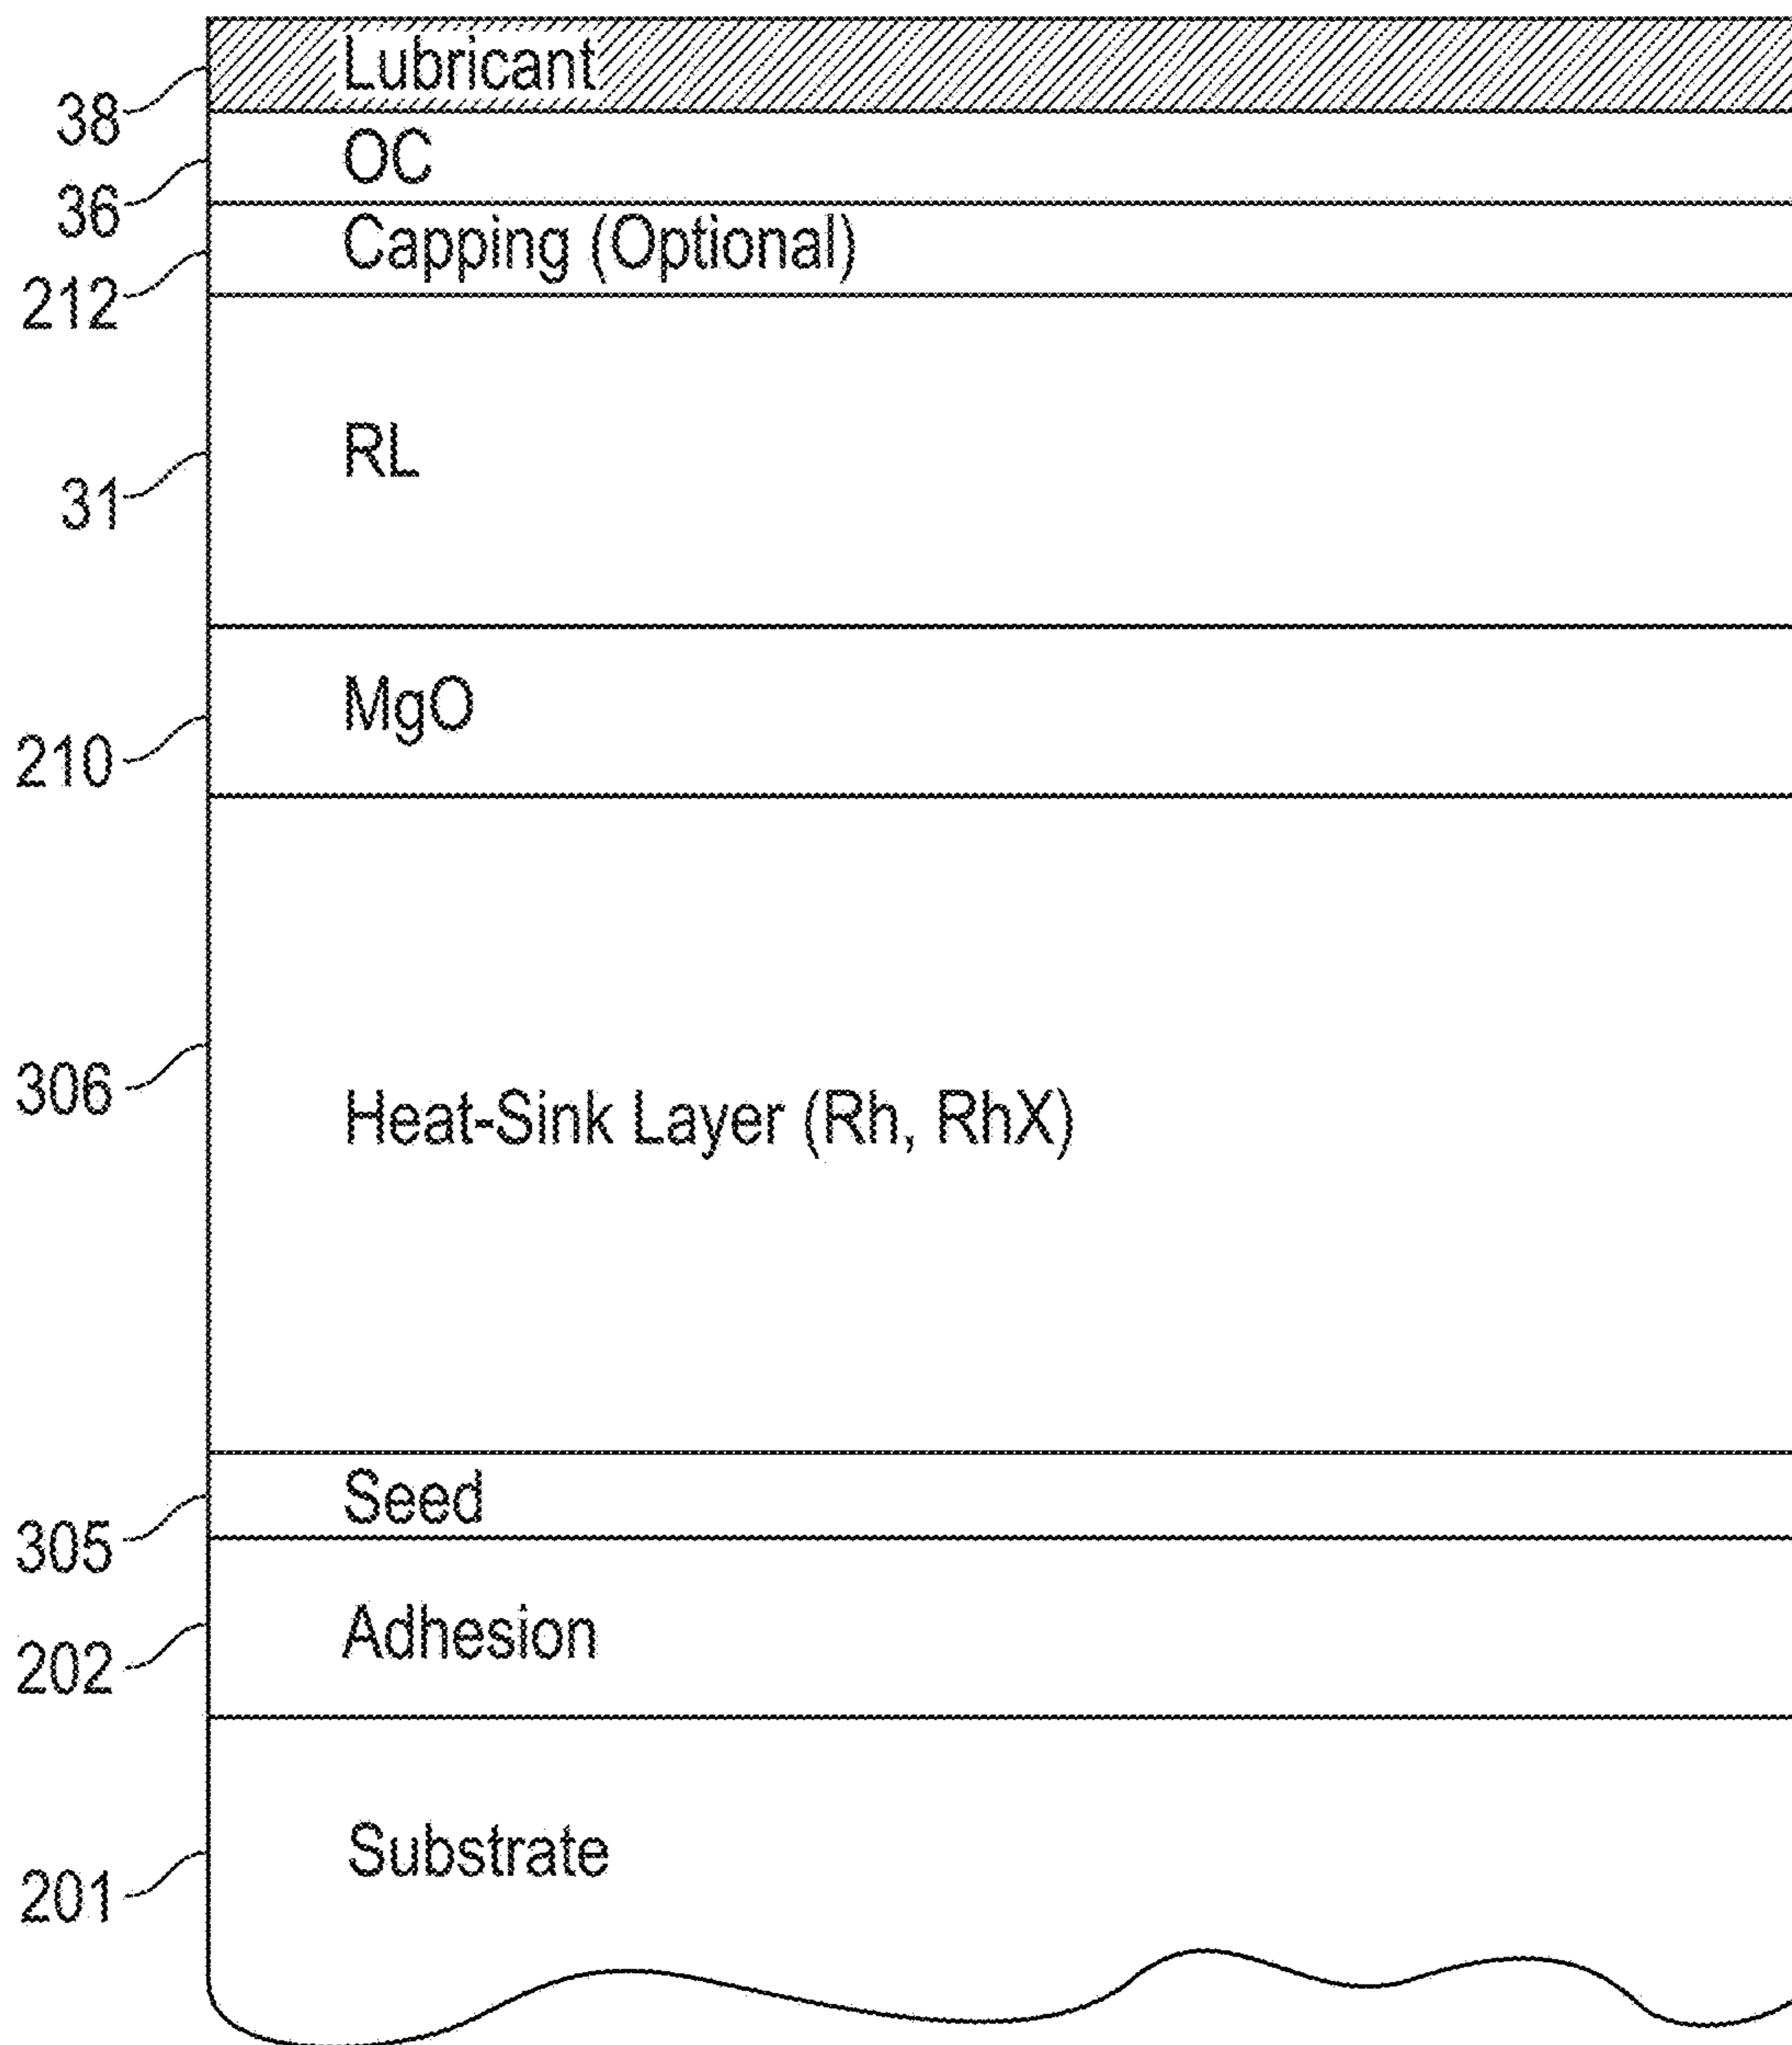 Lubricant
38
OC
36
Capping (Optional)
212
RL
31
MgO
210
306
Heat-Sink Layer (Rh, RhX)
Seed
305
Adhesion
202
Substrate
201